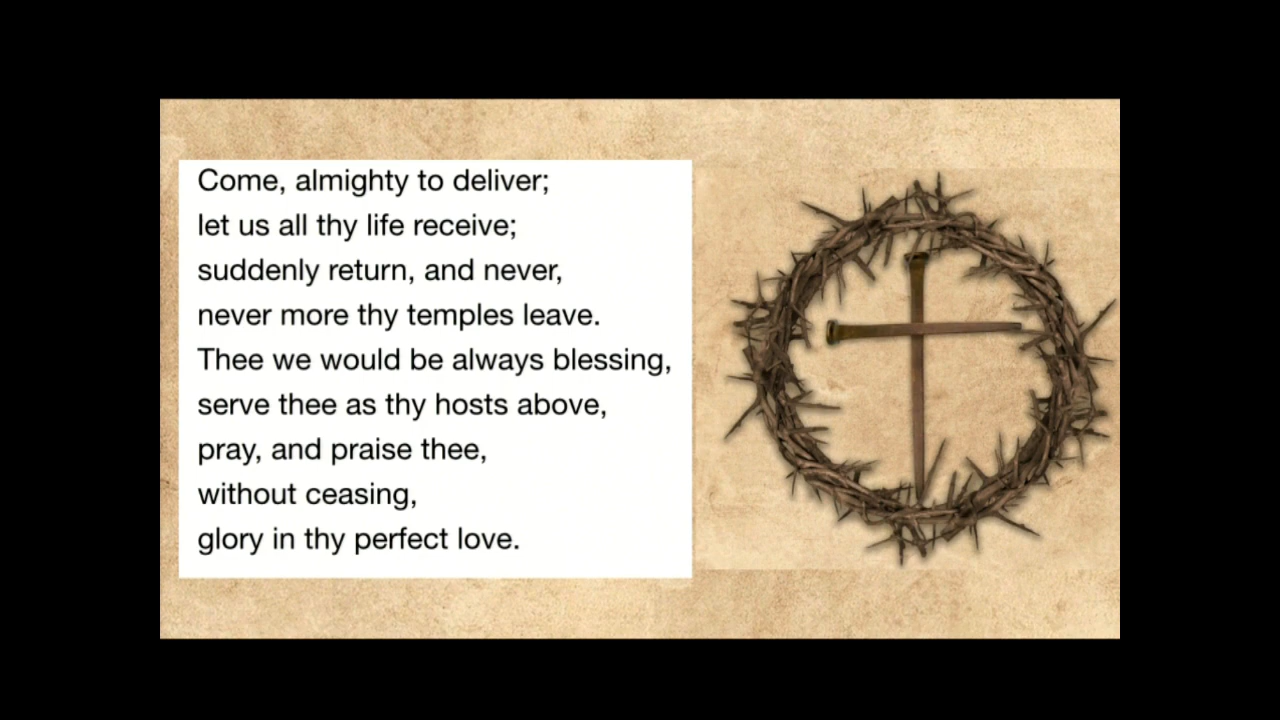 Come, almighty to deliver;
let us all thy life receive;
suddenly return, and never,
never more thy temples leave.
Thee we would be always blessing,
serve thee as thy hosts above,
pray, and praise thee,
without ceasing,
glory in thy perfect love.